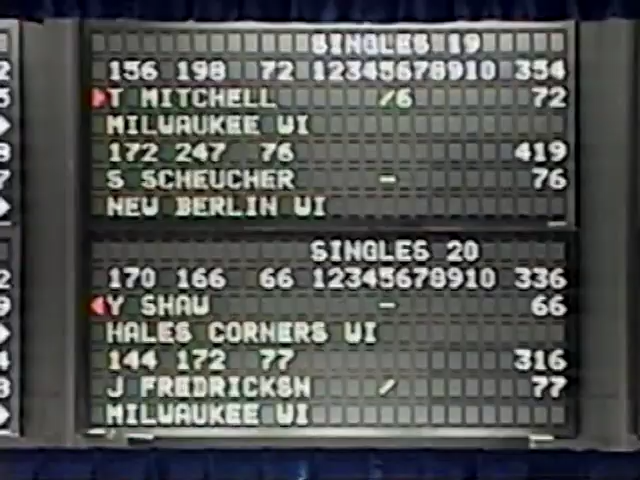 SINGLES 19
156 198 72 12345678910 354
T MITCHELL /6 72
MILWAUKEE WI
172 247 76 419
S SCHEUCHER - 76
NEW BERLIN WI
SINGLES 20
170 166 66 12345678910 336
Y SHAW - 66
HALES CORNERS WI
144 172 77 316
J FREDRICKSN / 77
MILWAUKEE WI